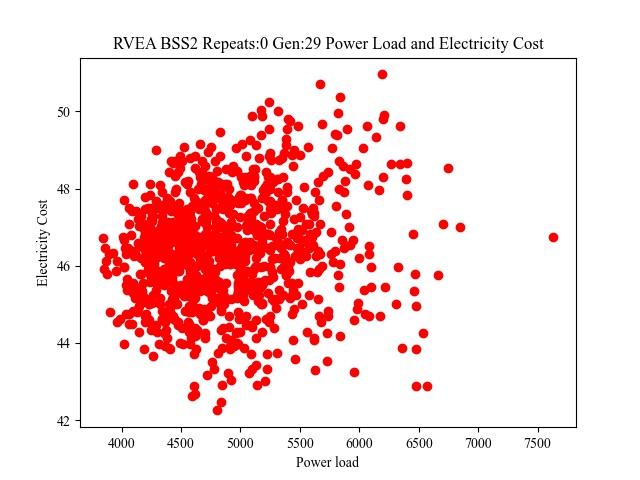 RVEA BSS2 Repeats:0 Gen:29 Power Load and Electricity Cost
50
48
46
44
42
Electricity Cost
4000 4500 5000 5500 6000 6500 7000 7500
Power load